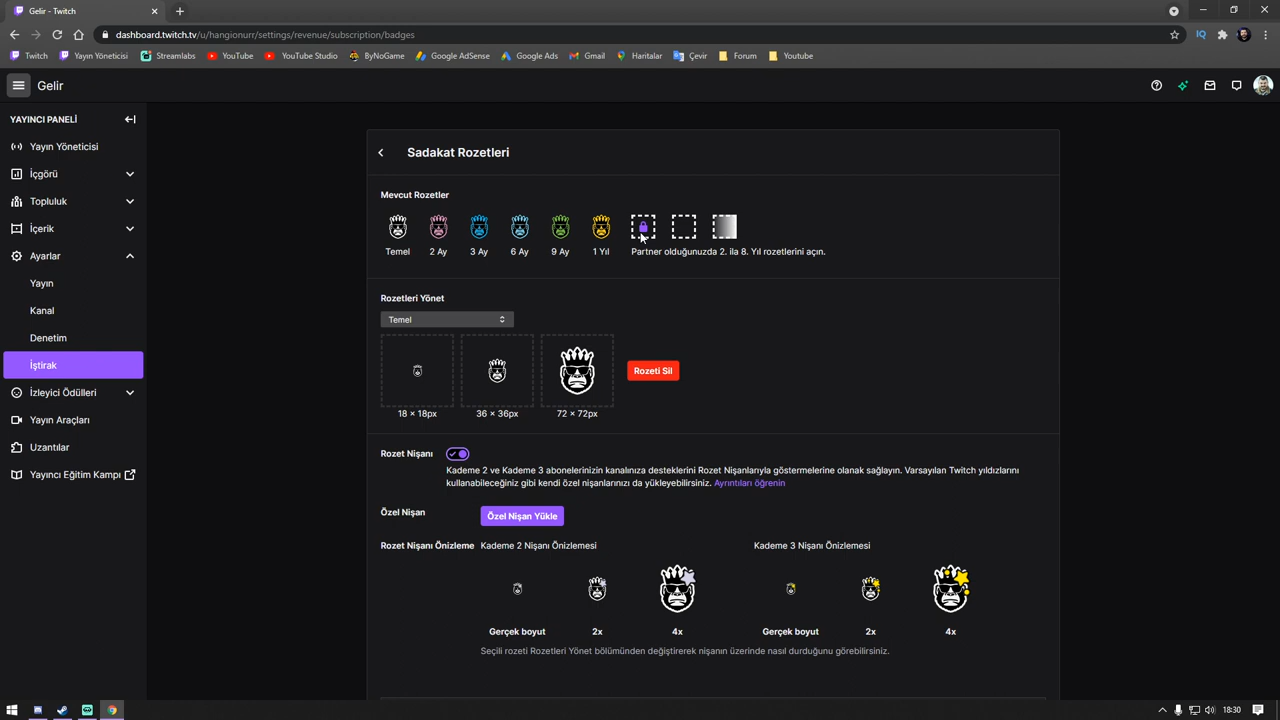 Gelir - Twitch
dashboard.twitch.tv/u/hangionurr/settings/revenue/subscription/badges
Twitch Yayın Yöneticisi Streamlabs YouTube YouTube Studio ByNoGame Google AdSense Google Ads Gmail Haritalar Çevir Forum Youtube
Gelir
YAYINCI PANELİ
Yayın Yöneticisi
İçgörü
Topluluk
İçerik
Ayarlar
Yayın
Kanal
Denetim
İştirak
İzleyici Ödülleri
Yayın Araçları
Uzantılar
Yayıncı Eğitim Kampı
Sadakat Rozetleri
Mevcut Rozetler
Temel 2 Ay 3 Ay 6 Ay 9 Ay 1 Yıl Partner olduğunuzda 2. ila 8. Yıl rozetlerini açın.
Rozetleri Yönet
Temel
Rozeti Sil
18 × 18px 36 × 36px 72 × 72px
Rozet Nişanı
Kademe 2 ve Kademe 3 abonelerinizin kanalınıza desteklerini Rozet Nişanlarıyla göstermelerine olanak sağlayın. Varsayılan Twitch yıldızlarını
kullanabileceğiniz gibi kendi özel nişanlarınızı da yükleyebilirsiniz. Ayrıntıları öğrenin
Özel Nişan Özel Nişan Yükle
Rozet Nişanı Önizleme Kademe 2 Nişanı Önizlemesi Kademe 3 Nişanı Önizlemesi
Gerçek boyut 2x 4x Gerçek boyut 2x 4x
Seçili rozeti Rozetleri Yönet bölümünden değiştirerek nişanın üzerinde nasıl durduğunu görebilirsiniz.
18:30